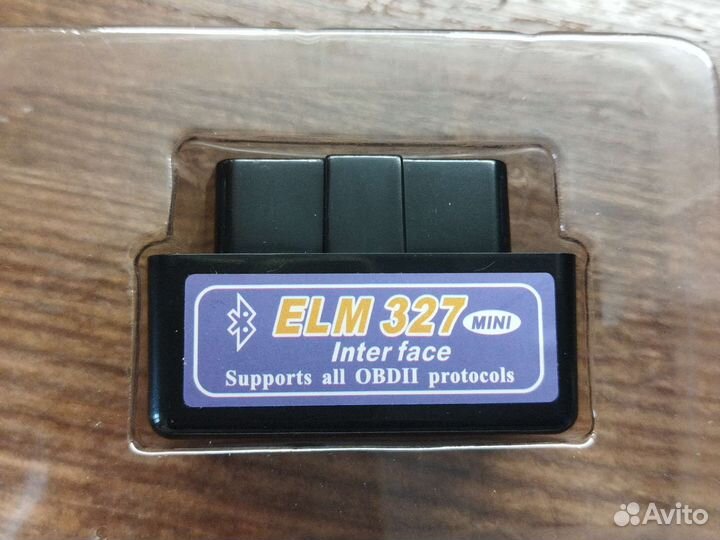 ELM 327 MINI
Inter face
Supports all OBDII protocols
Avito